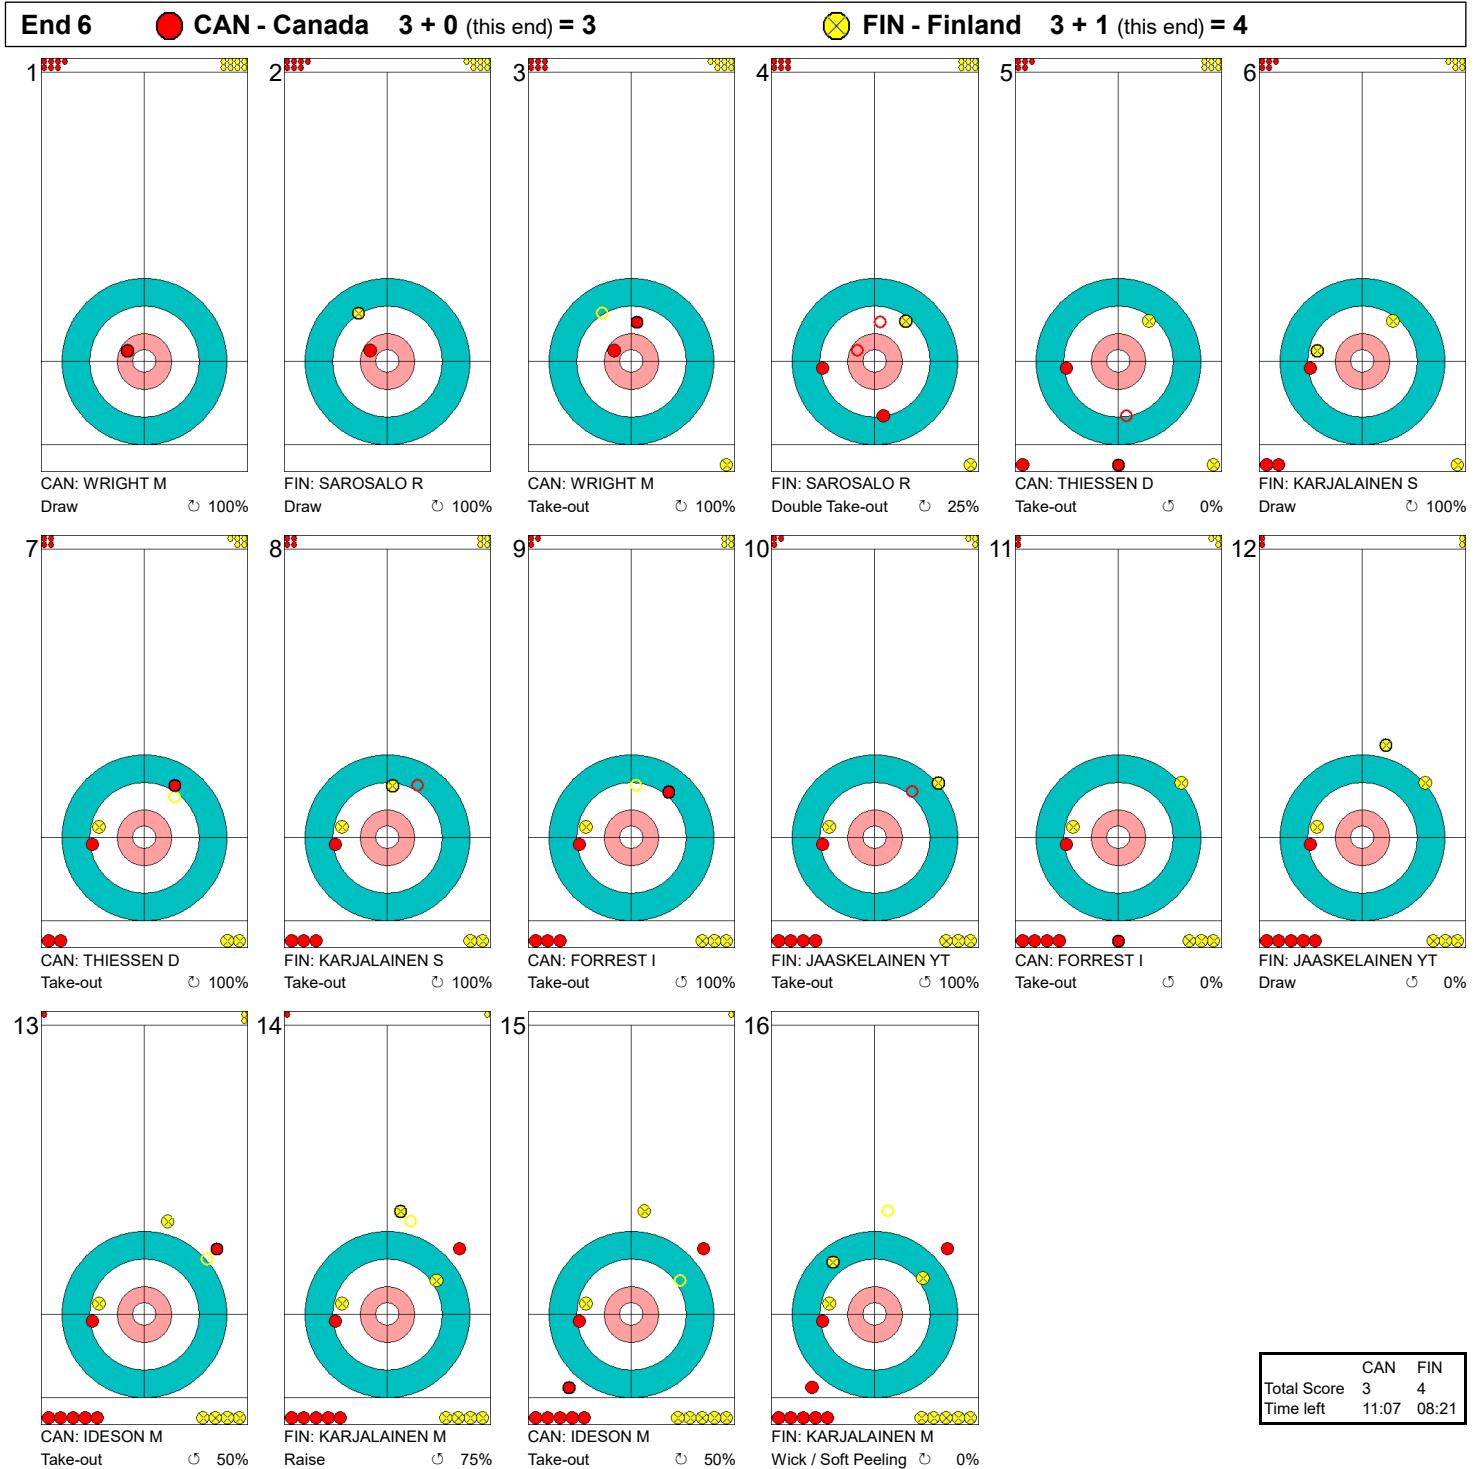 End 6 CAN - Canada 3 + 0 (this end) = 3 FIN - Finland 3 + 1 (this end) = 4
1 2 3 4 5 6
CAN: WRIGHT M FIN: SAROSALO R CAN: WRIGHT M FIN: SAROSALO R CAN: THIESSEN D FIN: KARJALAINEN S
Draw ↻ 100% Draw ↻ 100% Take-out ↻ 100% Double Take-out ↻ 25% Take-out ↺ 0% Draw ↻ 100%
7 8 9 10 11 12
CAN: THIESSEN D FIN: KARJALAINEN S CAN: FORREST I FIN: JAASKELAINEN YT CAN: FORREST I FIN: JAASKELAINEN YT
Take-out ↻ 100% Take-out ↻ 100% Take-out ↻ 100% Take-out ↺ 100% Take-out ↺ 0% Draw ↺ 0%
13 14 15 16
CAN: IDESON M FIN: KARJALAINEN M CAN: IDESON M FIN: KARJALAINEN M
Take-out ↺ 50% Raise ↺ 75% Take-out ↻ 50% Wick / Soft Peeling ↻ 0%
CAN FIN
Total Score 3 4
Time left 11:07 08:21